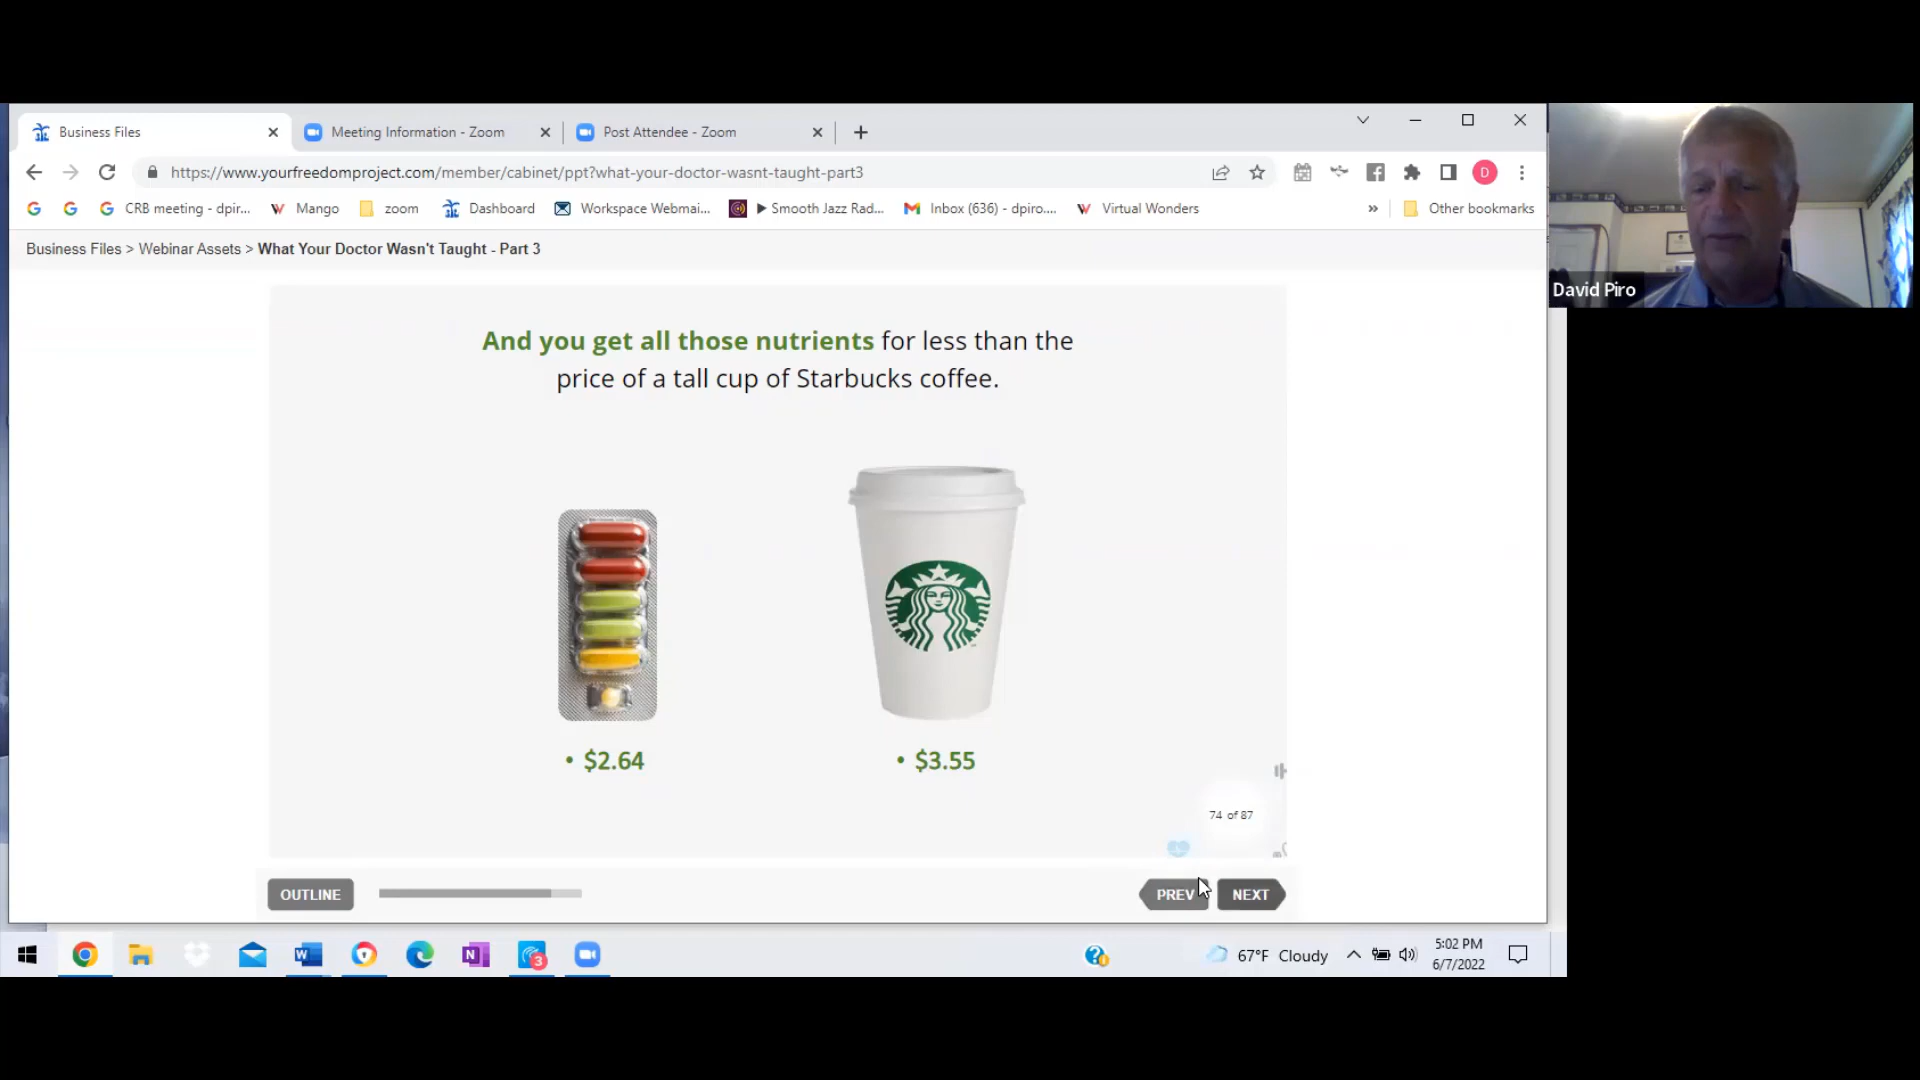 Business Files
Meeting Information - Zoom
Post Attendee - Zoom
https://www.yourfreedomproject.com/member/cabinet/ppt?what-your-doctor-wasnt-taught-part3
D
CRB meeting - dpir...
Mango
zoom
Dashboard
Workspace Webmai...
Smooth Jazz Rad...
Inbox (636) - dpiro....
Virtual Wonders
»
Other bookmarks
Business Files > Webinar Assets > What Your Doctor Wasn't Taught - Part 3
David Piro
And you get all those nutrients for less than the
price of a tall cup of Starbucks coffee.
• $2.64
• $3.55
74 of 87
OUTLINE
PREV
NEXT
3
67°F Cloudy
5:02 PM
6/7/2022